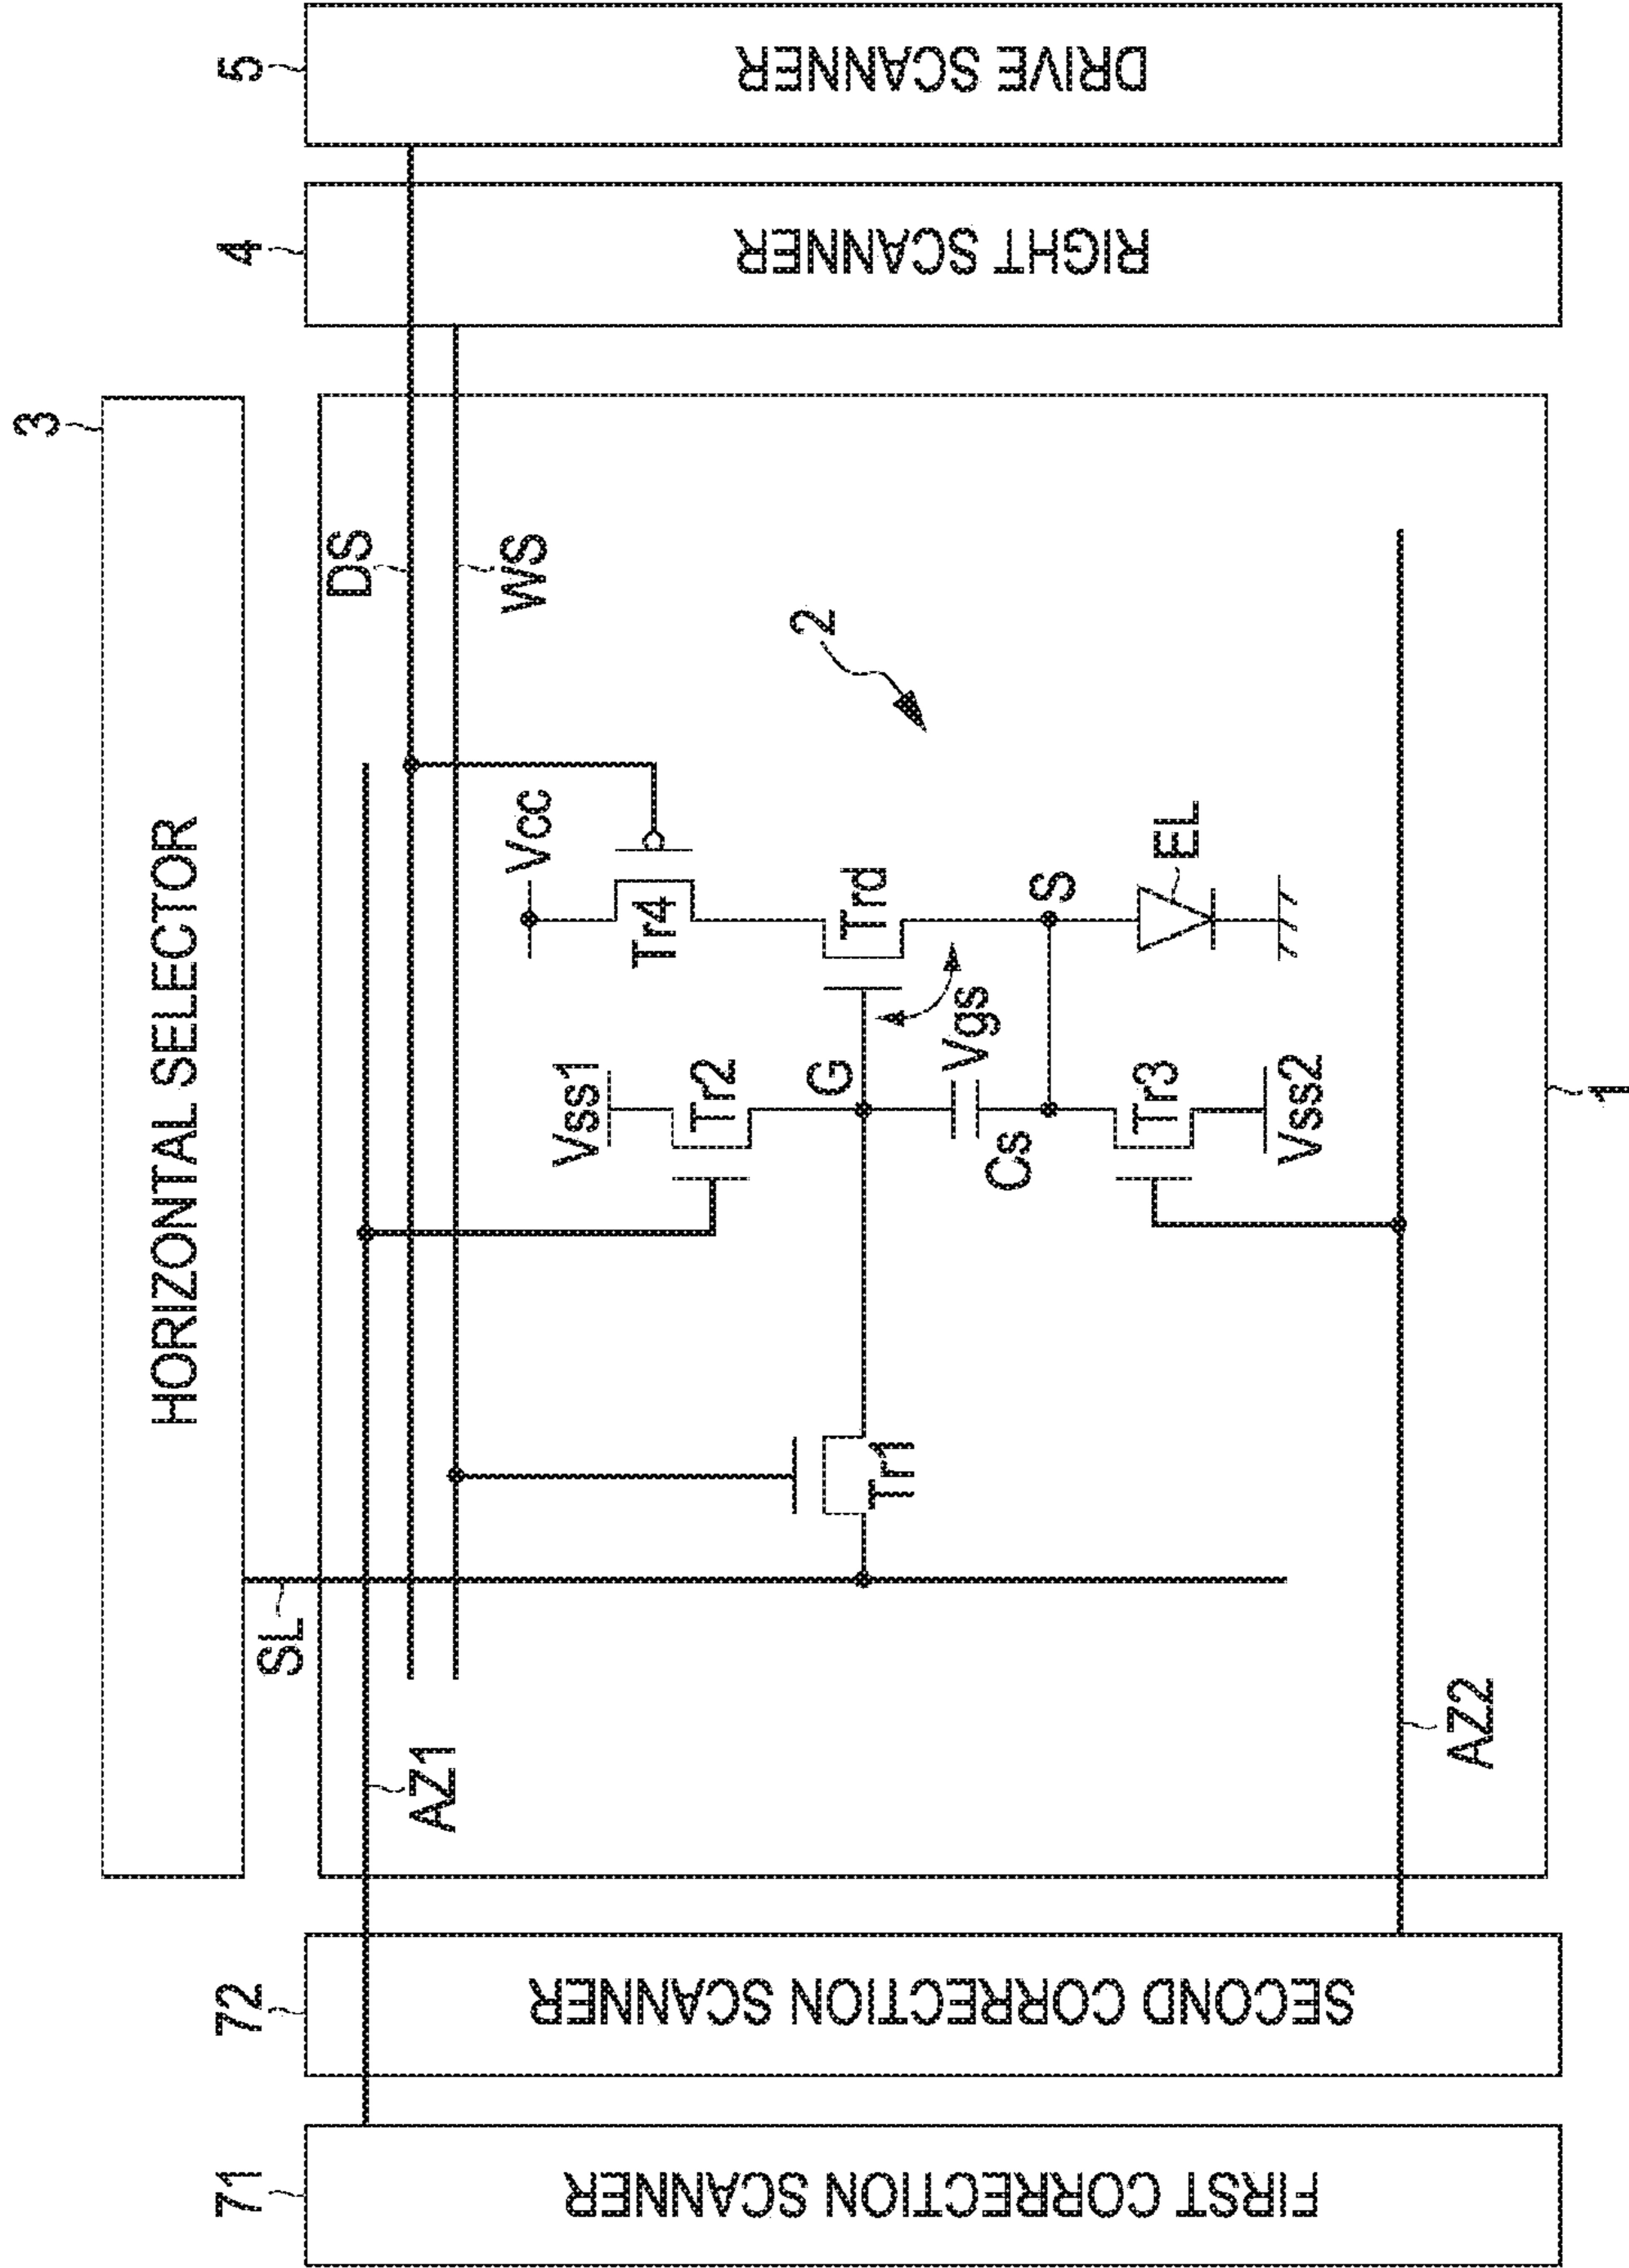 3
HORIZONTAL SELECTOR
71
FIRST CORRECTION SCANNER
72
SECOND CORRECTION SCANNER
4
RIGHT SCANNER
5
DRIVE SCANNER
SL
AZ1
DS
WS
Vss1
Vcc
Tr2
Tr4
2
G
Trd
Tr1
Vgs
Cs
S
Tr3
EL
Vss2
AZ2
1